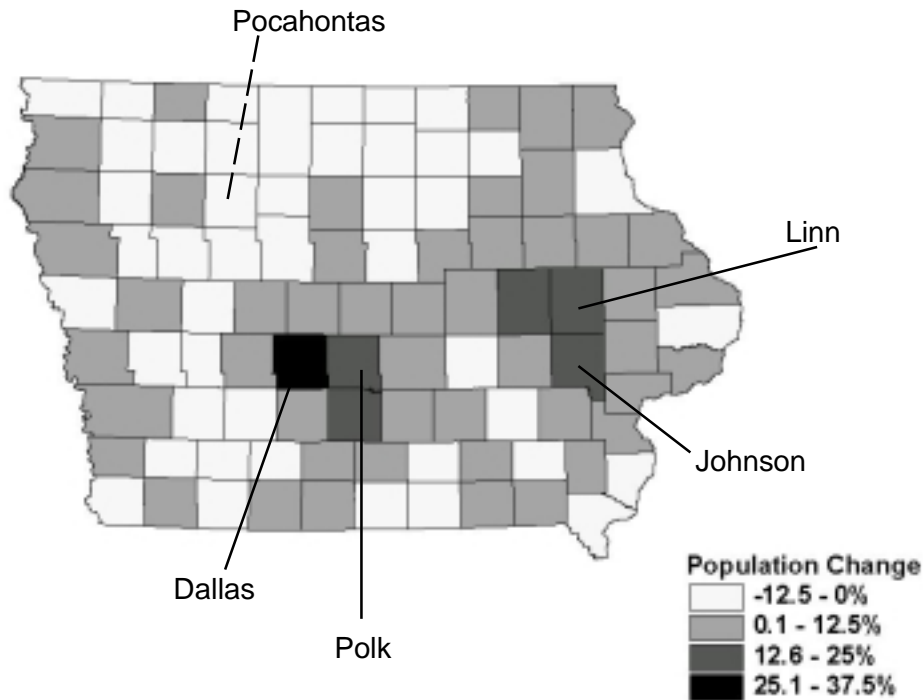 Pocahontas
Linn
Johnson
Dallas
Polk
Population Change
-12.5 - 0%
0.1 - 12.5%
12.6 - 25%
25.1 - 37.5%